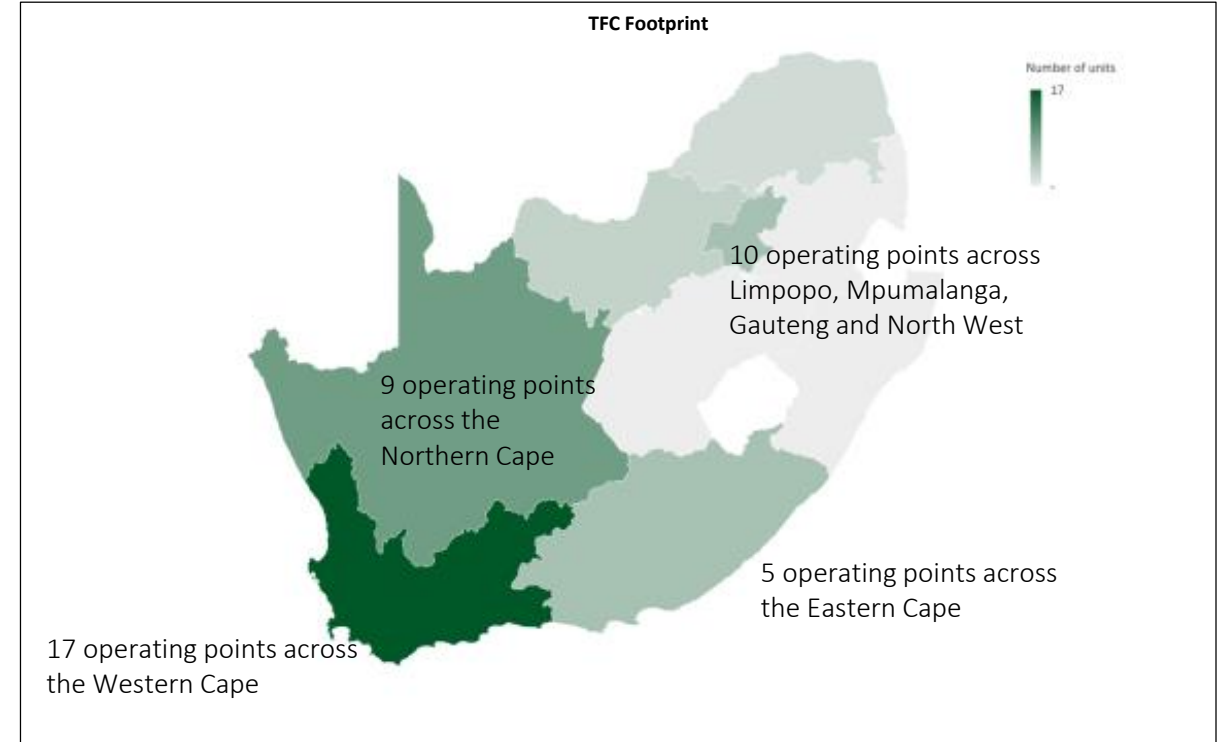 TFC Footprint
Number of units
17
-
10 operating points across
Limpopo, Mpumalanga,
Gauteng and North West
9 operating points
across the
Northern Cape
5 operating points across
the Eastern Cape
17 operating points across
the Western Cape